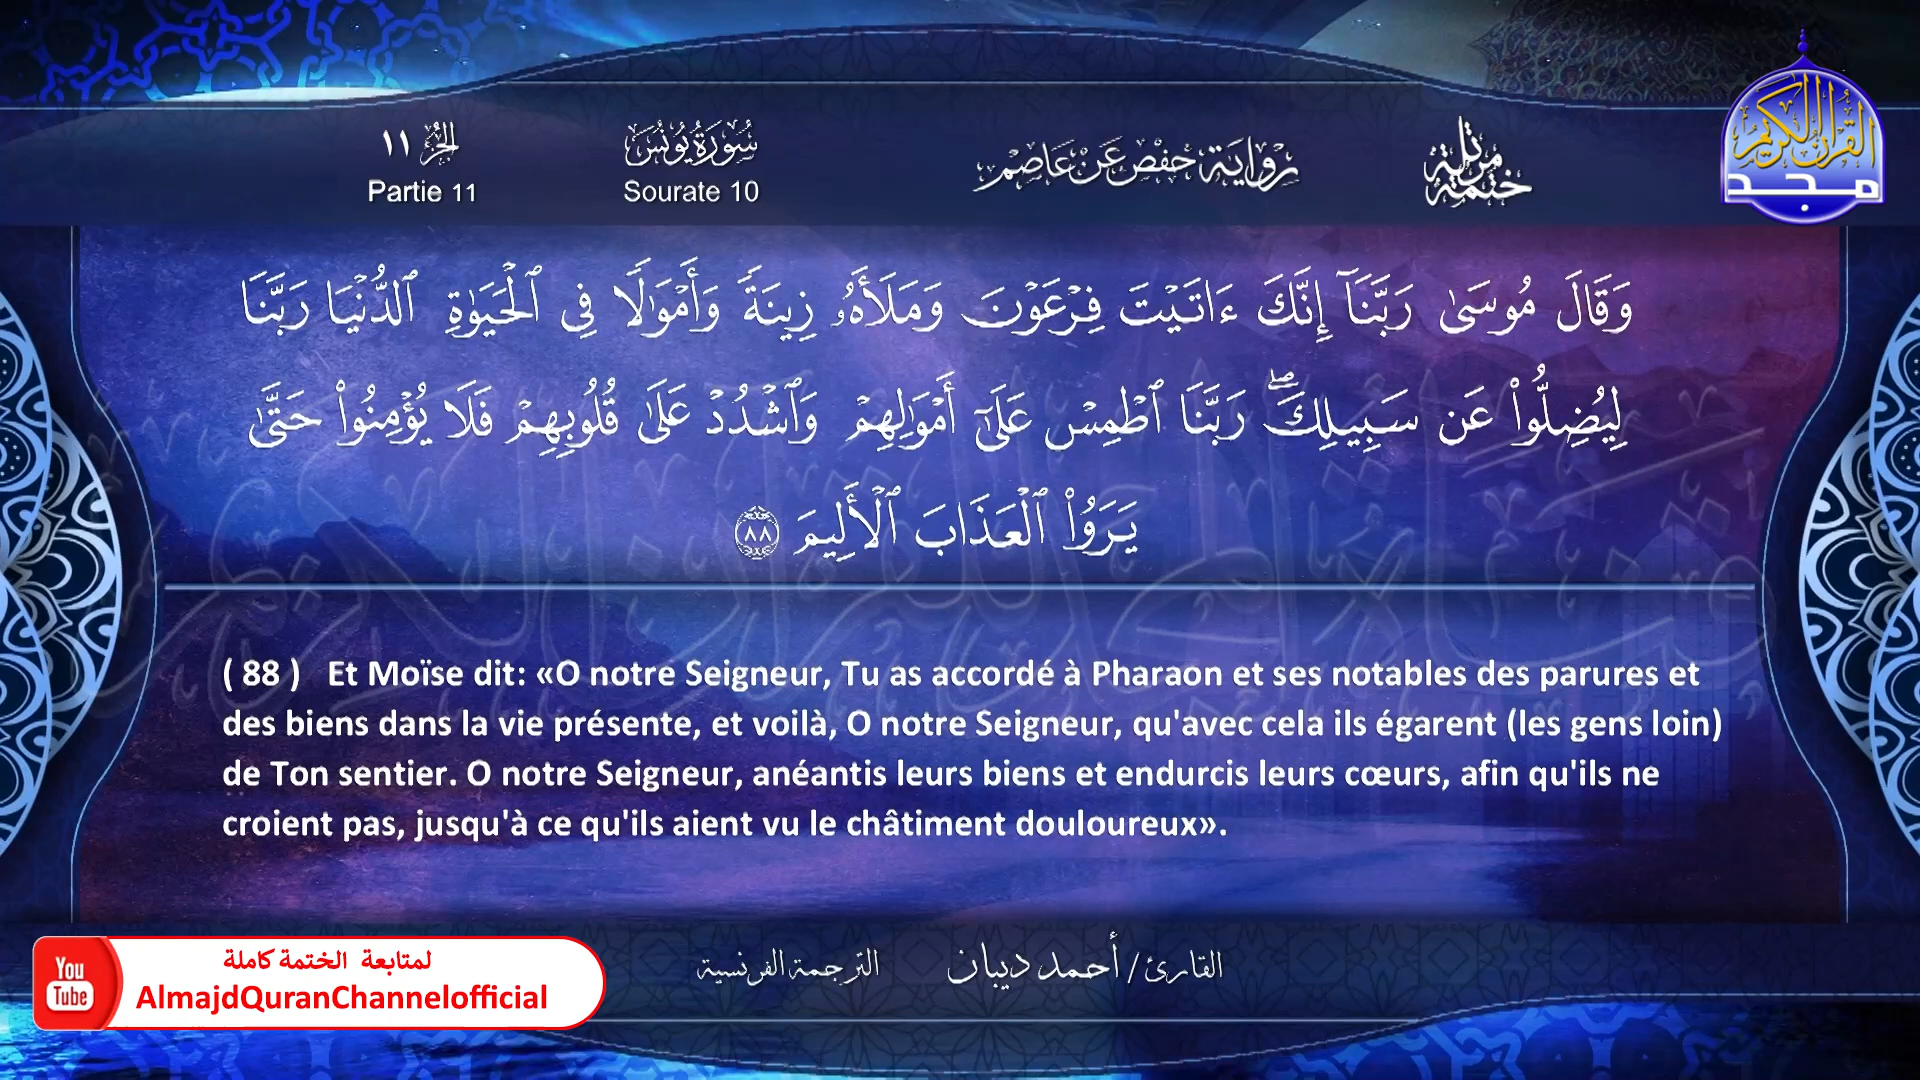 القرآن الكريم
مجد
ختمة مرتلة
رواية حفص عن عاصم
سُورَةُ يُونُسَ
Sourate 10
الجزء ١١
Partie 11
وَقَالَ مُوسَىٰ رَبَّنَآ إِنَّكَ ءَاتَيْتَ فِرْعَوْنَ وَمَلَأَهُۥ زِينَةً وَأَمْوَٰلًا فِى ٱلْحَيَوٰةِ ٱلدُّنْيَا رَبَّنَا
لِيُضِلُّوا۟ عَن سَبِيلِكَ ۖ رَبَّنَا ٱطْمِسْ عَلَىٰٓ أَمْوَٰلِهِمْ وَٱشْدُدْ عَلَىٰ قُلُوبِهِمْ فَلَا يُؤْمِنُوا۟ حَتَّىٰ
يَرَوُا۟ ٱلْعَذَابَ ٱلْأَلِيمَ ٨٨
( 88 ) Et Moïse dit: «O notre Seigneur, Tu as accordé à Pharaon et ses notables des parures et
des biens dans la vie présente, et voilà, O notre Seigneur, qu'avec cela ils égarent (les gens loin)
de Ton sentier. O notre Seigneur, anéantis leurs biens et endurcis leurs cœurs, afin qu'ils ne
croient pas, jusqu'à ce qu'ils aient vu le châtiment douloureux».
القارئ / أحمد ديبان
الترجمة الفرنسية
You
Tube
لمتابعة الختمة كاملة
AlmajdQuranChannelofficial